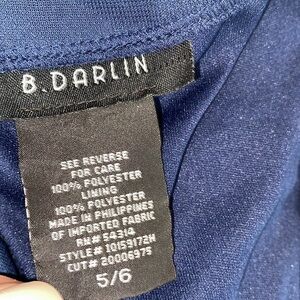 B.DARLIN
SEE REVERSE
FOR CARE
100% POLYESTER
LINING
100% POLYESTER
MADE IN PHILIPPINES
OF IMPORTED FABRIC
RN# 54314
STYLE# I0159172H
CUT# 20006975
5/6